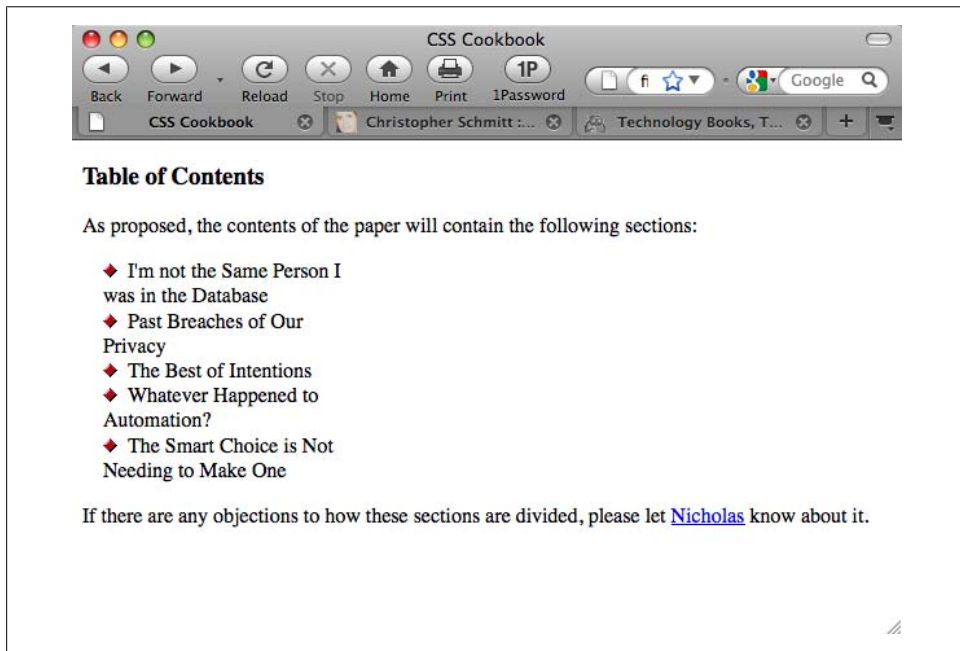 CSS Cookbook
1P
fi
Google
Back Forward Reload Stop Home Print 1Password
CSS Cookbook
Christopher Schmitt :...
Technology Books, T...
Table of Contents
As proposed, the contents of the paper will contain the following sections:
I'm not the Same Person I
was in the Database
Past Breaches of Our
Privacy
The Best of Intentions
Whatever Happened to
Automation?
The Smart Choice is Not
Needing to Make One
If there are any objections to how these sections are divided, please let Nicholas know about it.